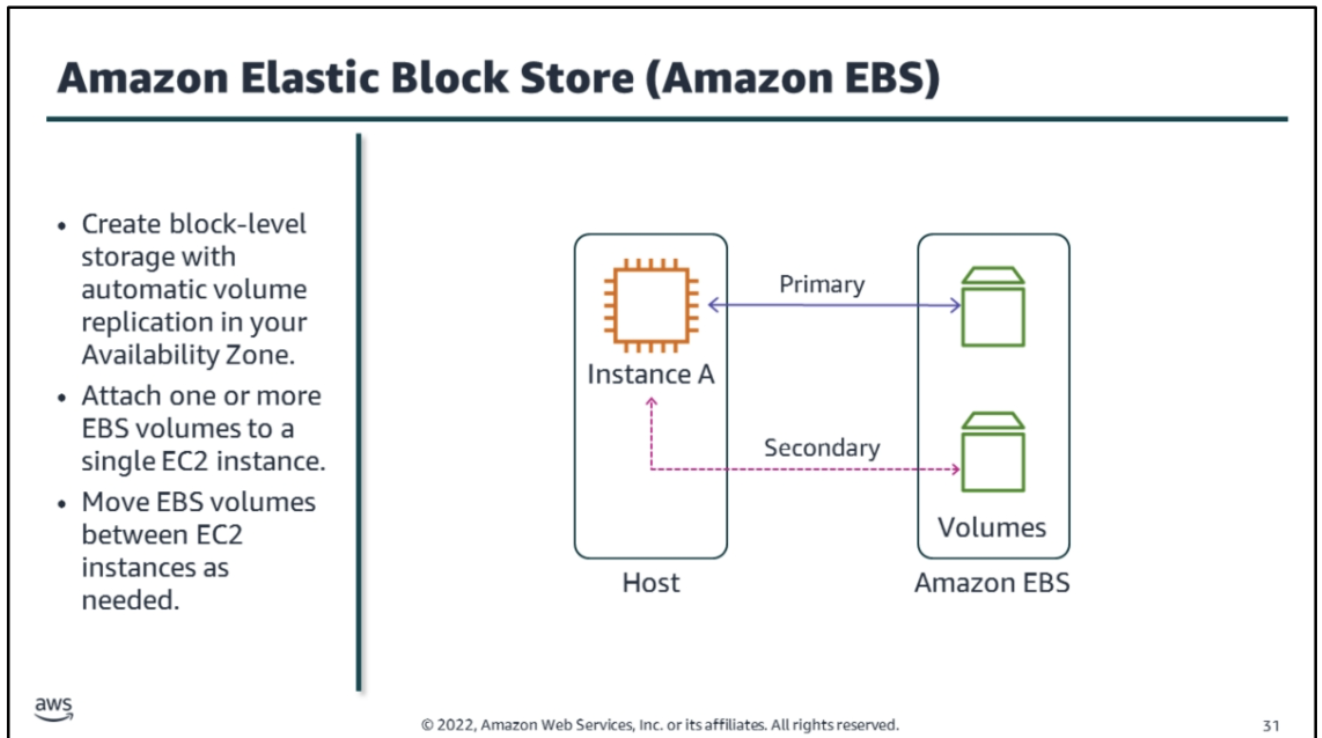 Amazon Elastic Block Store (Amazon EBS)
• Create block-level
storage with
automatic volume
replication in your
Availability Zone.
• Attach one or more
EBS volumes to a
single EC2 instance.
• Move EBS volumes
between EC2
instances as
needed.
Primary
Instance A
Secondary
Volumes
Host
Amazon EBS
aws
© 2022, Amazon Web Services, Inc. or its affiliates. All rights reserved.
31